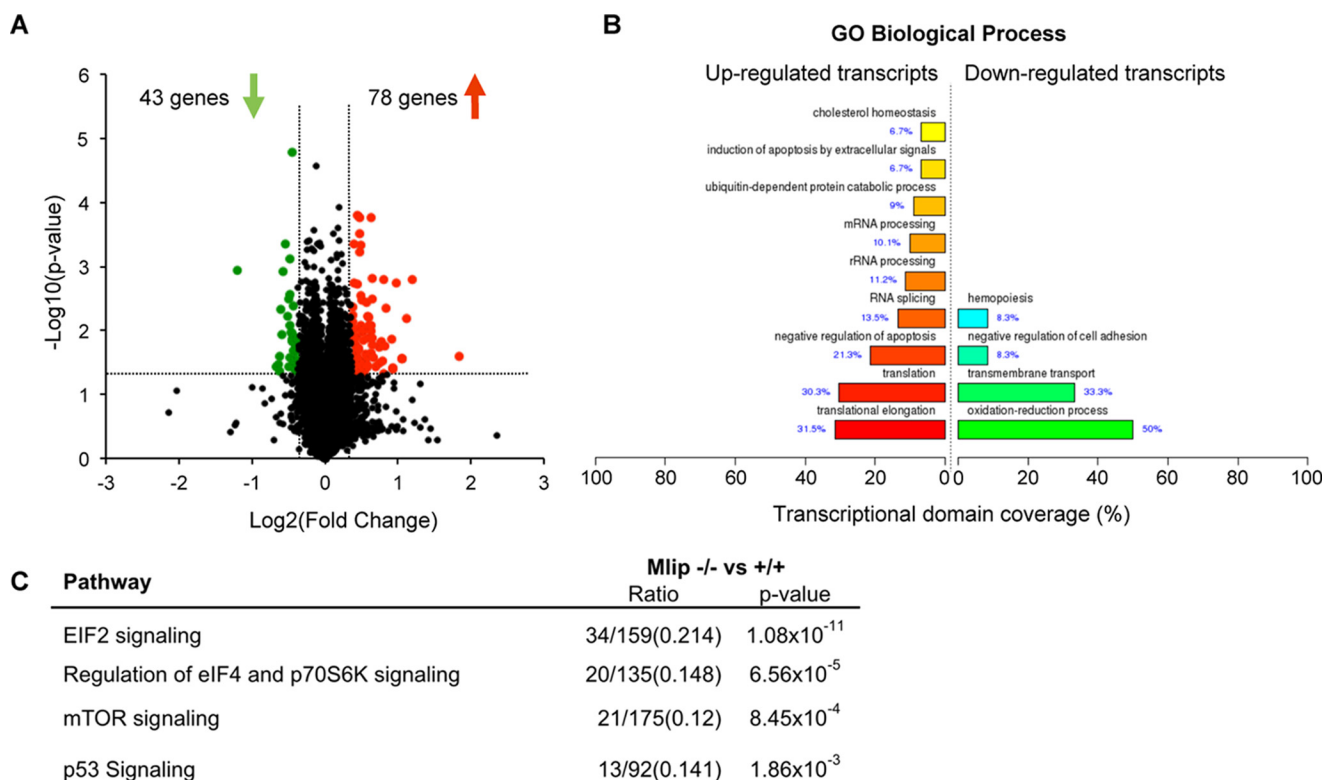 A
6
5
4
3
2
1
0
-Log10(p-value)
43 genes
78 genes
-3 -2 -1 0 1 2 3
Log2(Fold Change)
B
GO Biological Process
Up-regulated transcripts Down-regulated transcripts
cholesterol homeostasis
6.7%
induction of apoptosis by extracellular signals
6.7%
ubiquitin-dependent protein catabolic process
9%
mRNA processing
10.1%
rRNA processing
11.2%
RNA splicing hemopoiesis
13.5% 8.3%
negative regulation of apoptosis negative regulation of cell adhesion
21.3% 8.3%
translation transmembrane transport
30.3% 33.3%
translational elongation oxidation-reduction process
31.5% 50%
100 80 60 40 20 0 0 20 40 60 80 100
Transcriptional domain coverage (%)
C
Pathway Mlip -/- vs +/+
Ratio p-value
EIF2 signaling 34/159(0.214) 1.08x10-11
Regulation of eIF4 and p70S6K signaling 20/135(0.148) 6.56x10-5
mTOR signaling 21/175(0.12) 8.45x10-4
p53 Signaling 13/92(0.141) 1.86x10-3